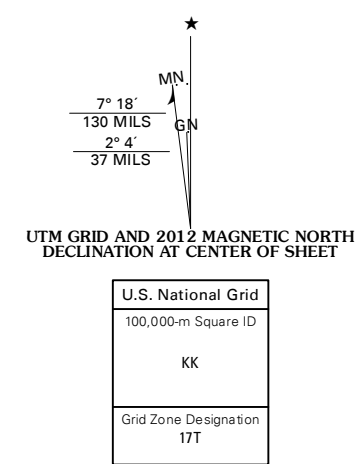 ★
MN
7° 18´
130 MILS
GN
2° 4´
37 MILS
UTM GRID AND 2012 MAGNETIC NORTH
DECLINATION AT CENTER OF SHEET
U.S. National Grid
100,000-m Square ID
KK
Grid Zone Designation
17T